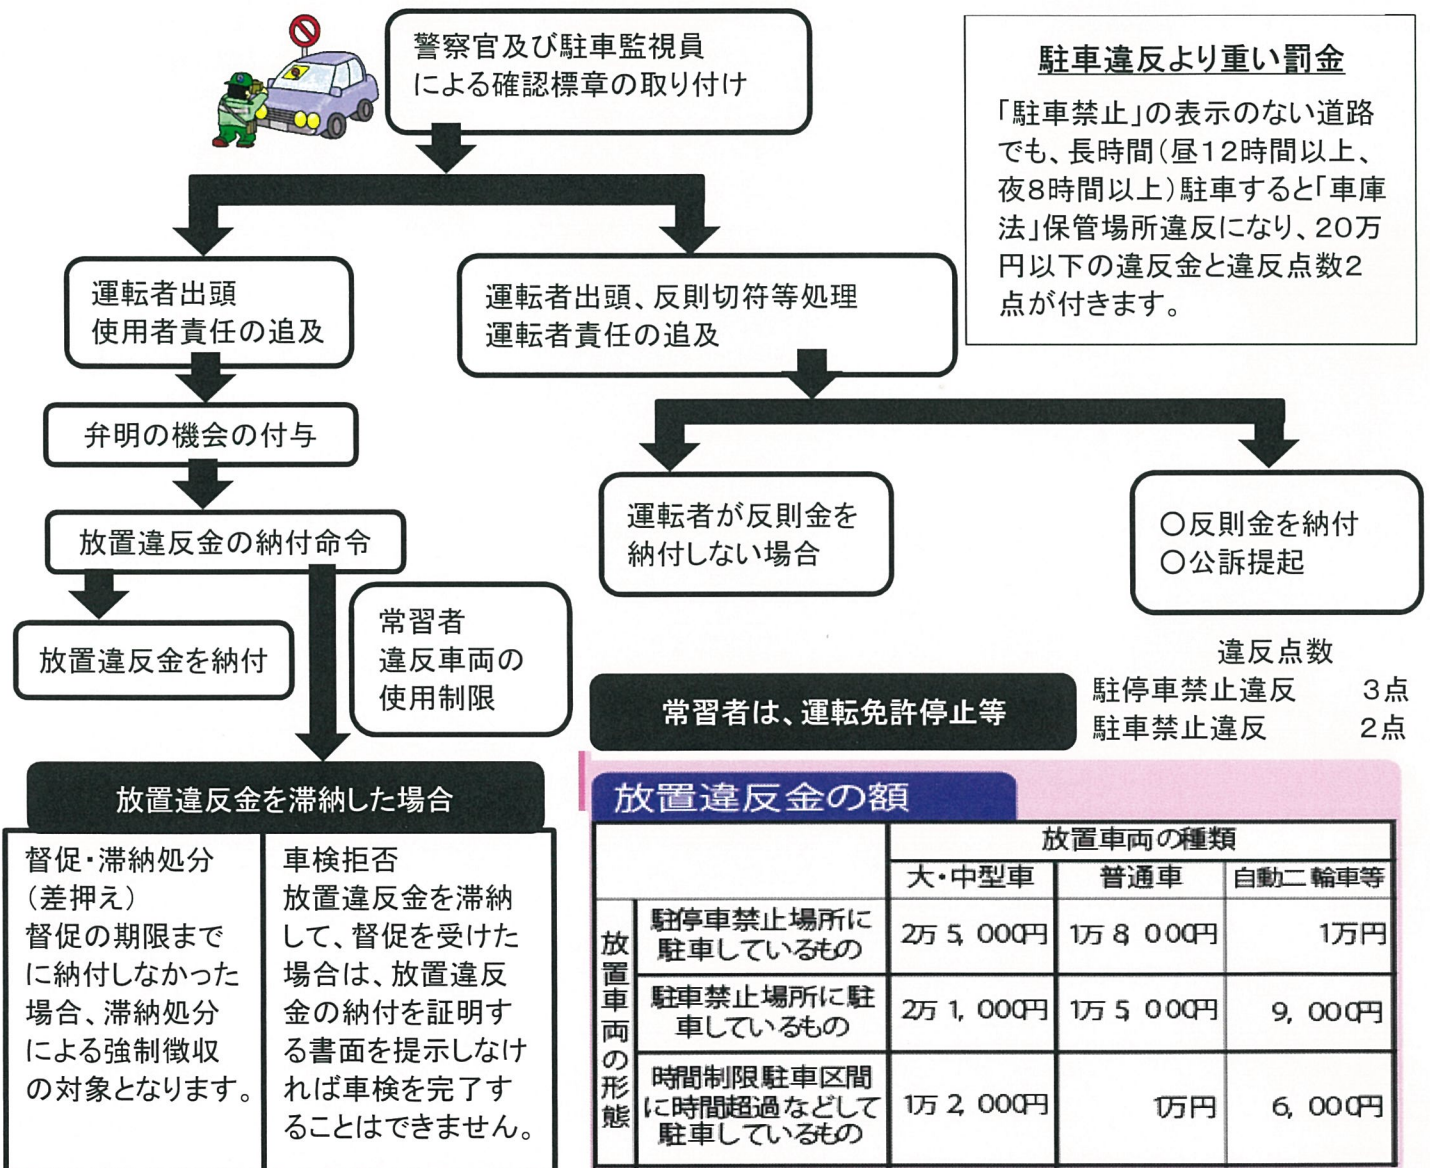 警察官及び駐車監視員
による確認標章の取り付け
駐車違反より重い罰金
「駐車禁止」の表示のない道路
でも、長時間(昼12時間以上、
夜8時間以上)駐車すると「車庫
法」保管場所違反になり、20万
円以下の違反金と違反点数2
点が付きます。
運転者出頭
使用者責任の追及
運転者出頭、反則切符等処理
運転者責任の追及
弁明の機会の付与
放置違反金の納付命令
運転者が反則金を
納付しない場合
○反則金を納付
○公訴提起
放置違反金を納付
常習者
違反車両の
使用制限
違反点数
駐停車禁止違反 3点
駐車禁止違反 2点
常習者は、運転免許停止等
放置違反金を滞納した場合
督促・滞納処分
(差押え)
督促の期限まで
に納付しなかった
場合、滞納処分
による強制徴収
の対象となります。
車検拒否
放置違反金を滞納
して、督促を受けた
場合は、放置違反
金の納付を証明す
る書面を提示しなけ
れば車検を完了す
ることはできません。
放置違反金の額
放置車両の種類
大・中型車 普通車 自動二輪車等
放置車両の形態
駐停車禁止場所に
駐車しているもの
2万5,000円 1万8,000円 1万円
駐車禁止場所に駐
車しているもの
2万1,000円 1万5,000円 9,000円
時間制限駐車区間
に時間超過などして
駐車しているもの
1万2,000円 1万円 6,000円